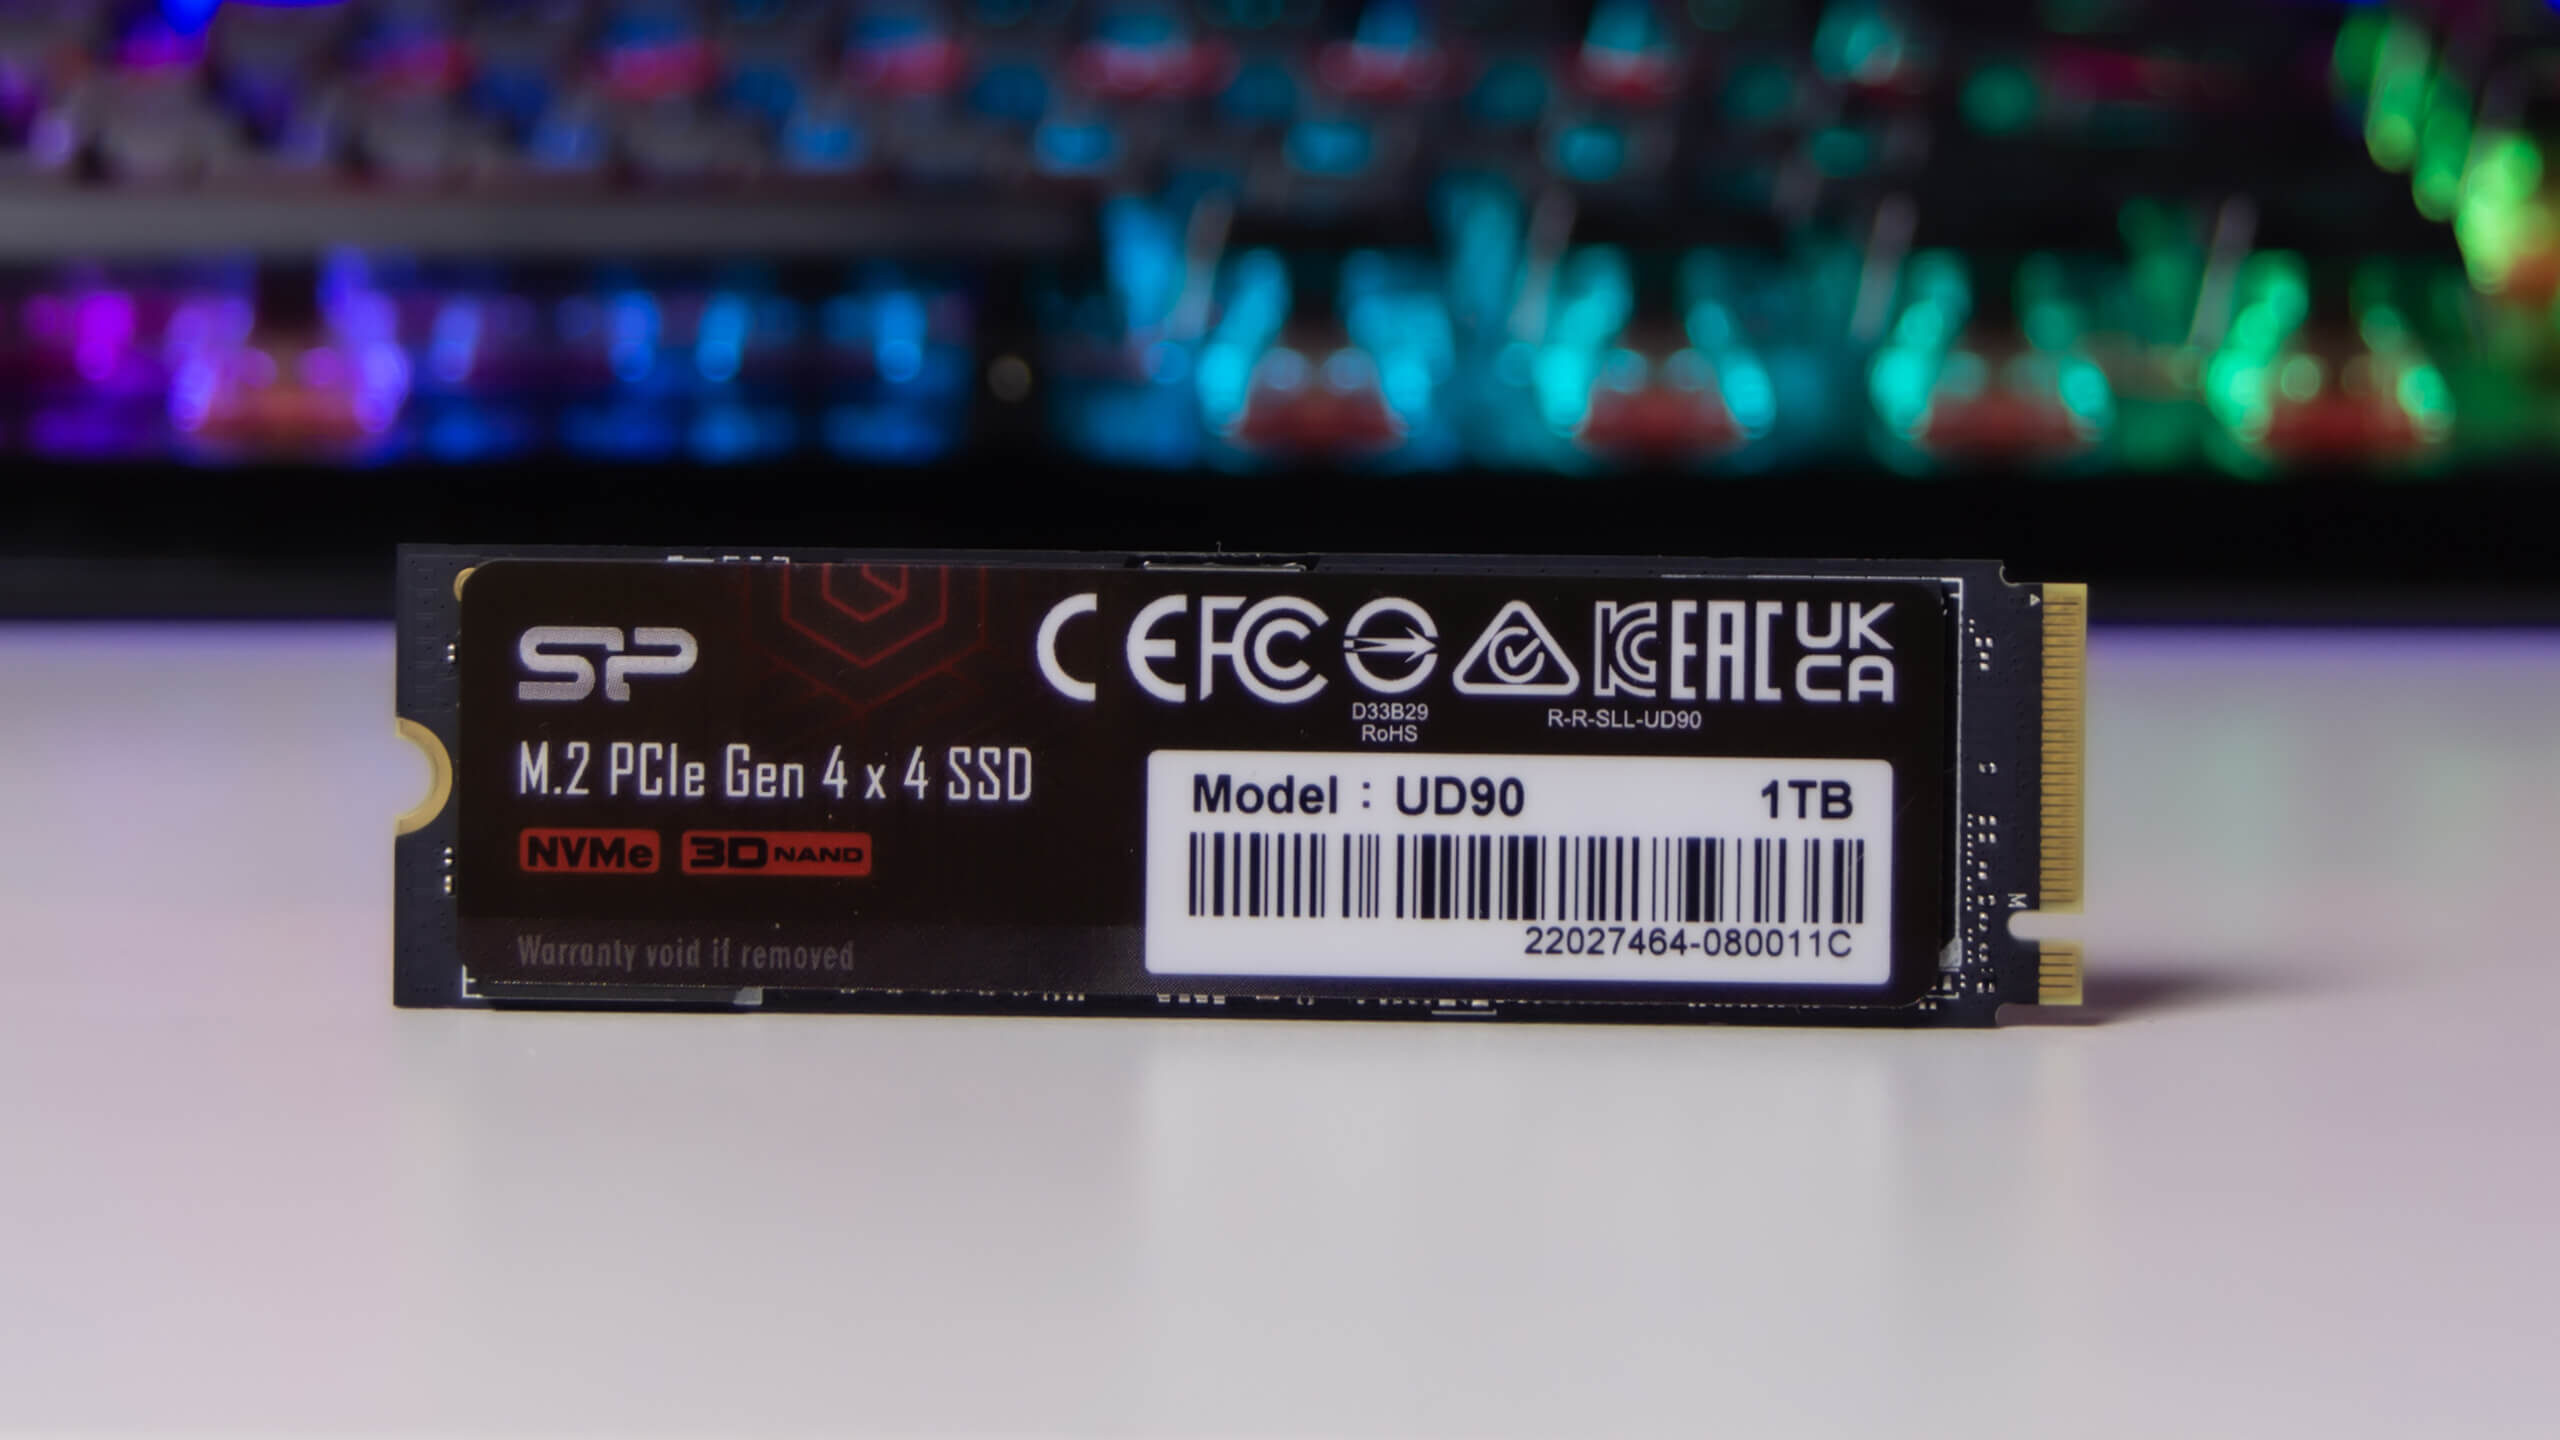 SP
CE FC EAC UK
CA
D33B29
RoHS
R-R-SLL-UD90
M.2 PCIe Gen 4 x 4 SSD
NVMe 3D NAND
Model : UD90 1TB
22027464-080011C
Warranty void if removed
M